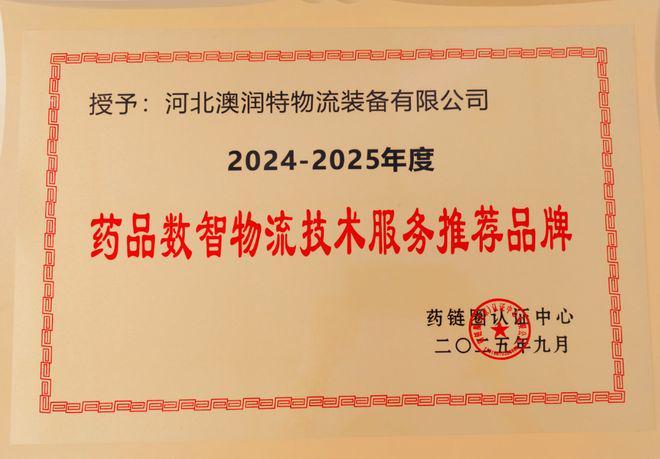 授予：河北澳润特物流装备有限公司
2024-2025年度
药品数智物流技术服务推荐品牌
药链圈认证中心
二〇二五年九月